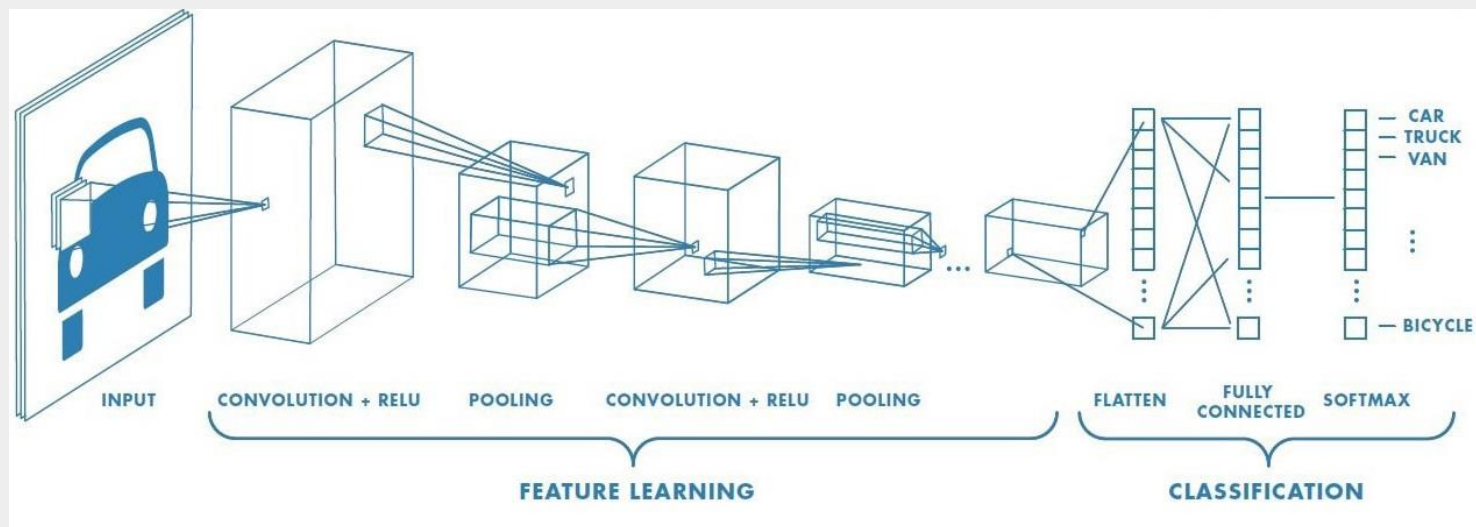 CAR
TRUCK
VAN
BICYCLE
INPUT
CONVOLUTION + RELU
POOLING
CONVOLUTION + RELU
POOLING
FLATTEN
FULLY
CONNECTED
SOFTMAX
FEATURE LEARNING
CLASSIFICATION